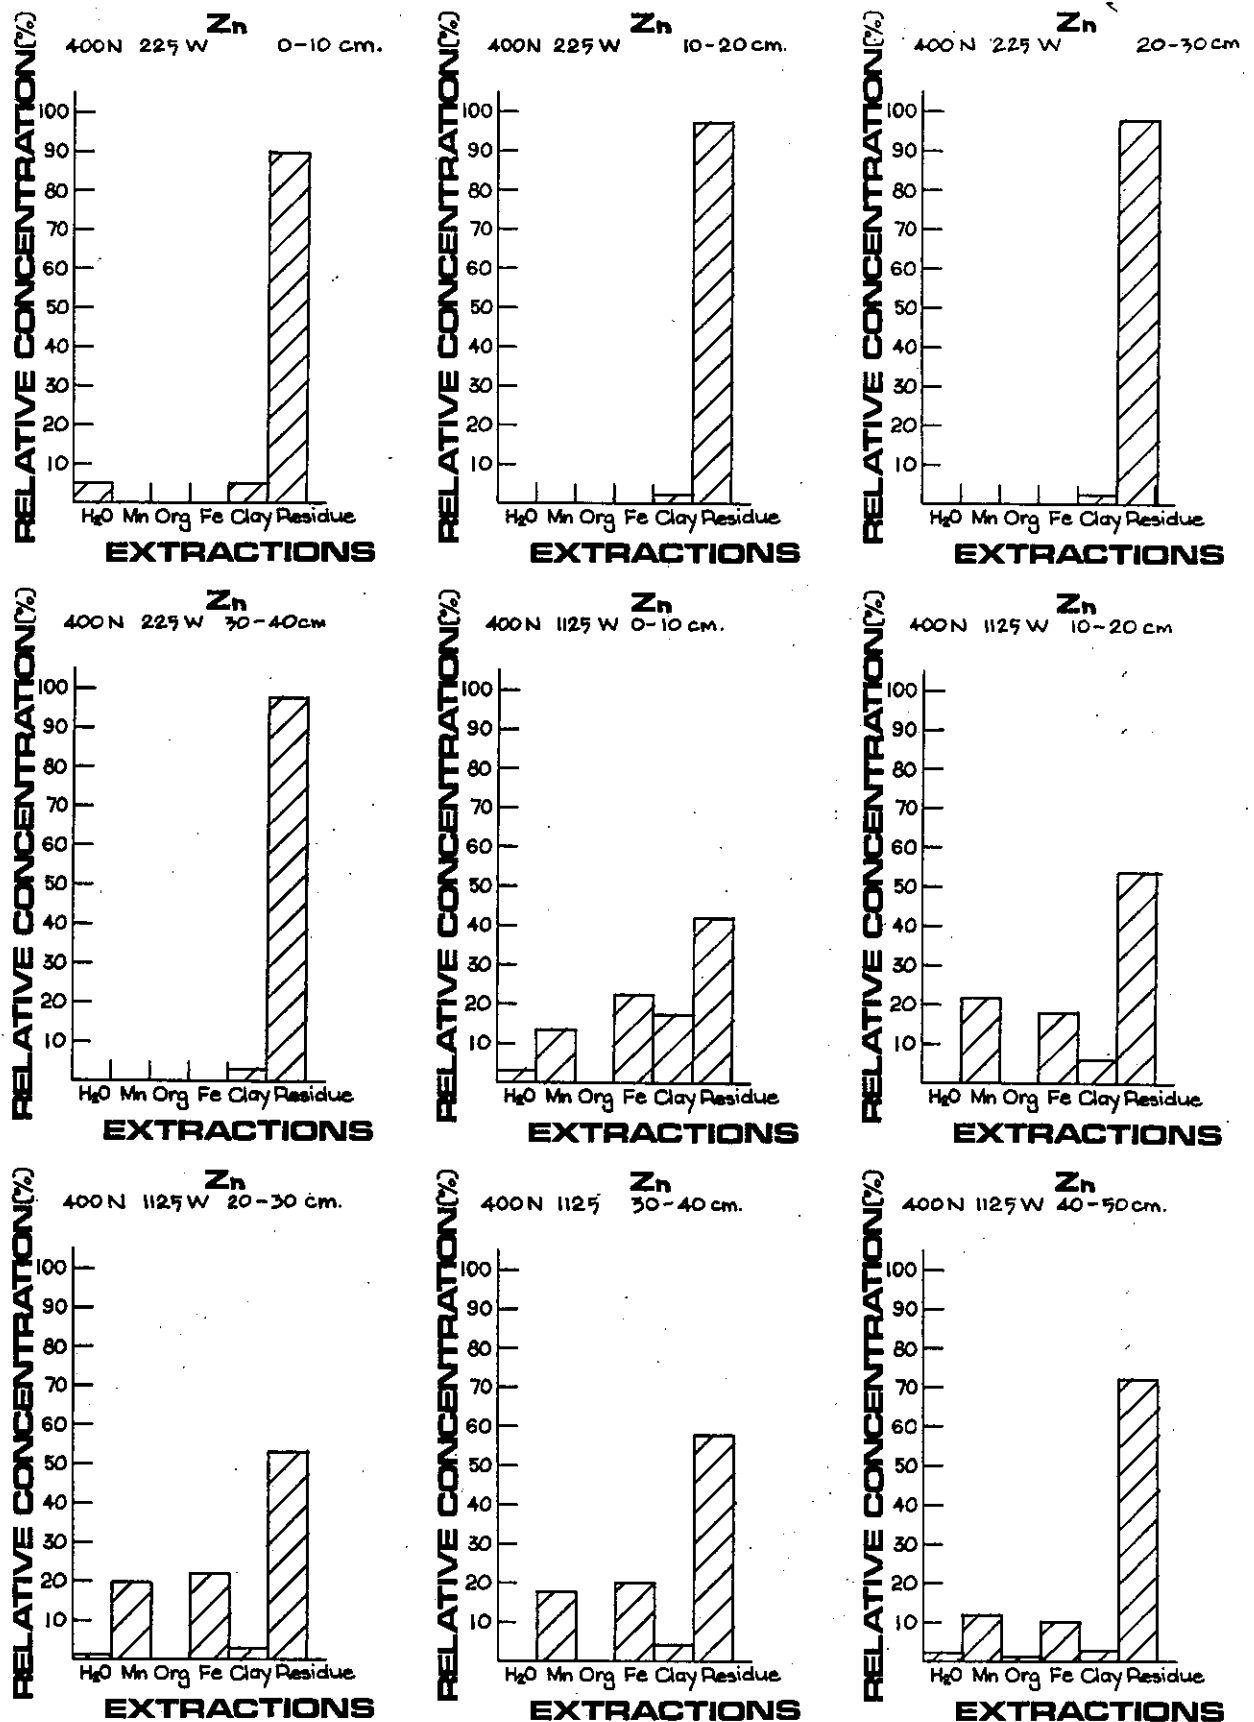 RELATIVE CONCENTRATION(%)
Zn
400N 225W 0-10 cm.
100
90
80
70
60
50
40
30
20
10
H₂O Mn Org Fe Clay Residue
EXTRACTIONS
RELATIVE CONCENTRATION(%)
Zn
400N 225W 10-20 cm.
100
90
80
70
60
50
40
30
20
10
H₂O Mn Org Fe Clay Residue
EXTRACTIONS
RELATIVE CONCENTRATION(%)
Zn
400N 225W 20-30 cm
100
90
80
70
60
50
40
30
20
10
H₂O Mn Org Fe Clay Residue
EXTRACTIONS
RELATIVE CONCENTRATION(%)
Zn
400N 225W 30-40cm
100
90
80
70
60
50
40
30
20
10
H₂O Mn Org Fe Clay Residue
EXTRACTIONS
RELATIVE CONCENTRATION(%)
Zn
400N 1125W 0-10 cm.
100
90
80
70
60
50
40
30
20
10
H₂O Mn Org Fe Clay Residue
EXTRACTIONS
RELATIVE CONCENTRATION(%)
Zn
400N 1125W 10-20 cm
100
90
80
70
60
50
40
30
20
10
H₂O Mn Org Fe Clay Residue
EXTRACTIONS
RELATIVE CONCENTRATION(%)
Zn
400N 1125W 20-30 cm.
100
90
80
70
60
50
40
30
20
10
H₂O Mn Org Fe Clay Residue
EXTRACTIONS
RELATIVE CONCENTRATION(%)
Zn
400N 1125 30-40 cm.
100
90
80
70
60
50
40
30
20
10
H₂O Mn Org Fe Clay Residue
EXTRACTIONS
RELATIVE CONCENTRATION(%)
Zn
400N 1125W 40-50cm.
100
90
80
70
60
50
40
30
20
10
H₂O Mn Org Fe Clay Residue
EXTRACTIONS